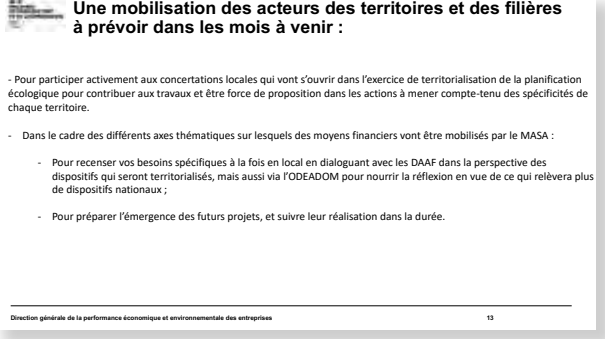 Une mobilisation des acteurs des territoires et des filières
à prévoir dans les mois à venir :
- Pour participer activement aux concertations locales qui vont s'ouvrir dans l'exercice de territorialisation de la planification
écologique pour contribuer aux travaux et être force de proposition dans les actions à mener compte-tenu des spécificités de
chaque territoire.
- Dans le cadre des différents axes thématiques sur lesquels des moyens financiers vont être mobilisés par le MASA :
- Pour recenser vos besoins spécifiques à la fois en local en dialoguant avec les DAAF dans la perspective des
dispositifs qui seront territorialisés, mais aussi via l'ODEADOM pour nourrir la réflexion en vue de ce qui relèvera plus
de dispositifs nationaux ;
- Pour préparer l'émergence des futurs projets, et suivre leur réalisation dans la durée.
Direction générale de la performance économique et environnementale des entreprises 13